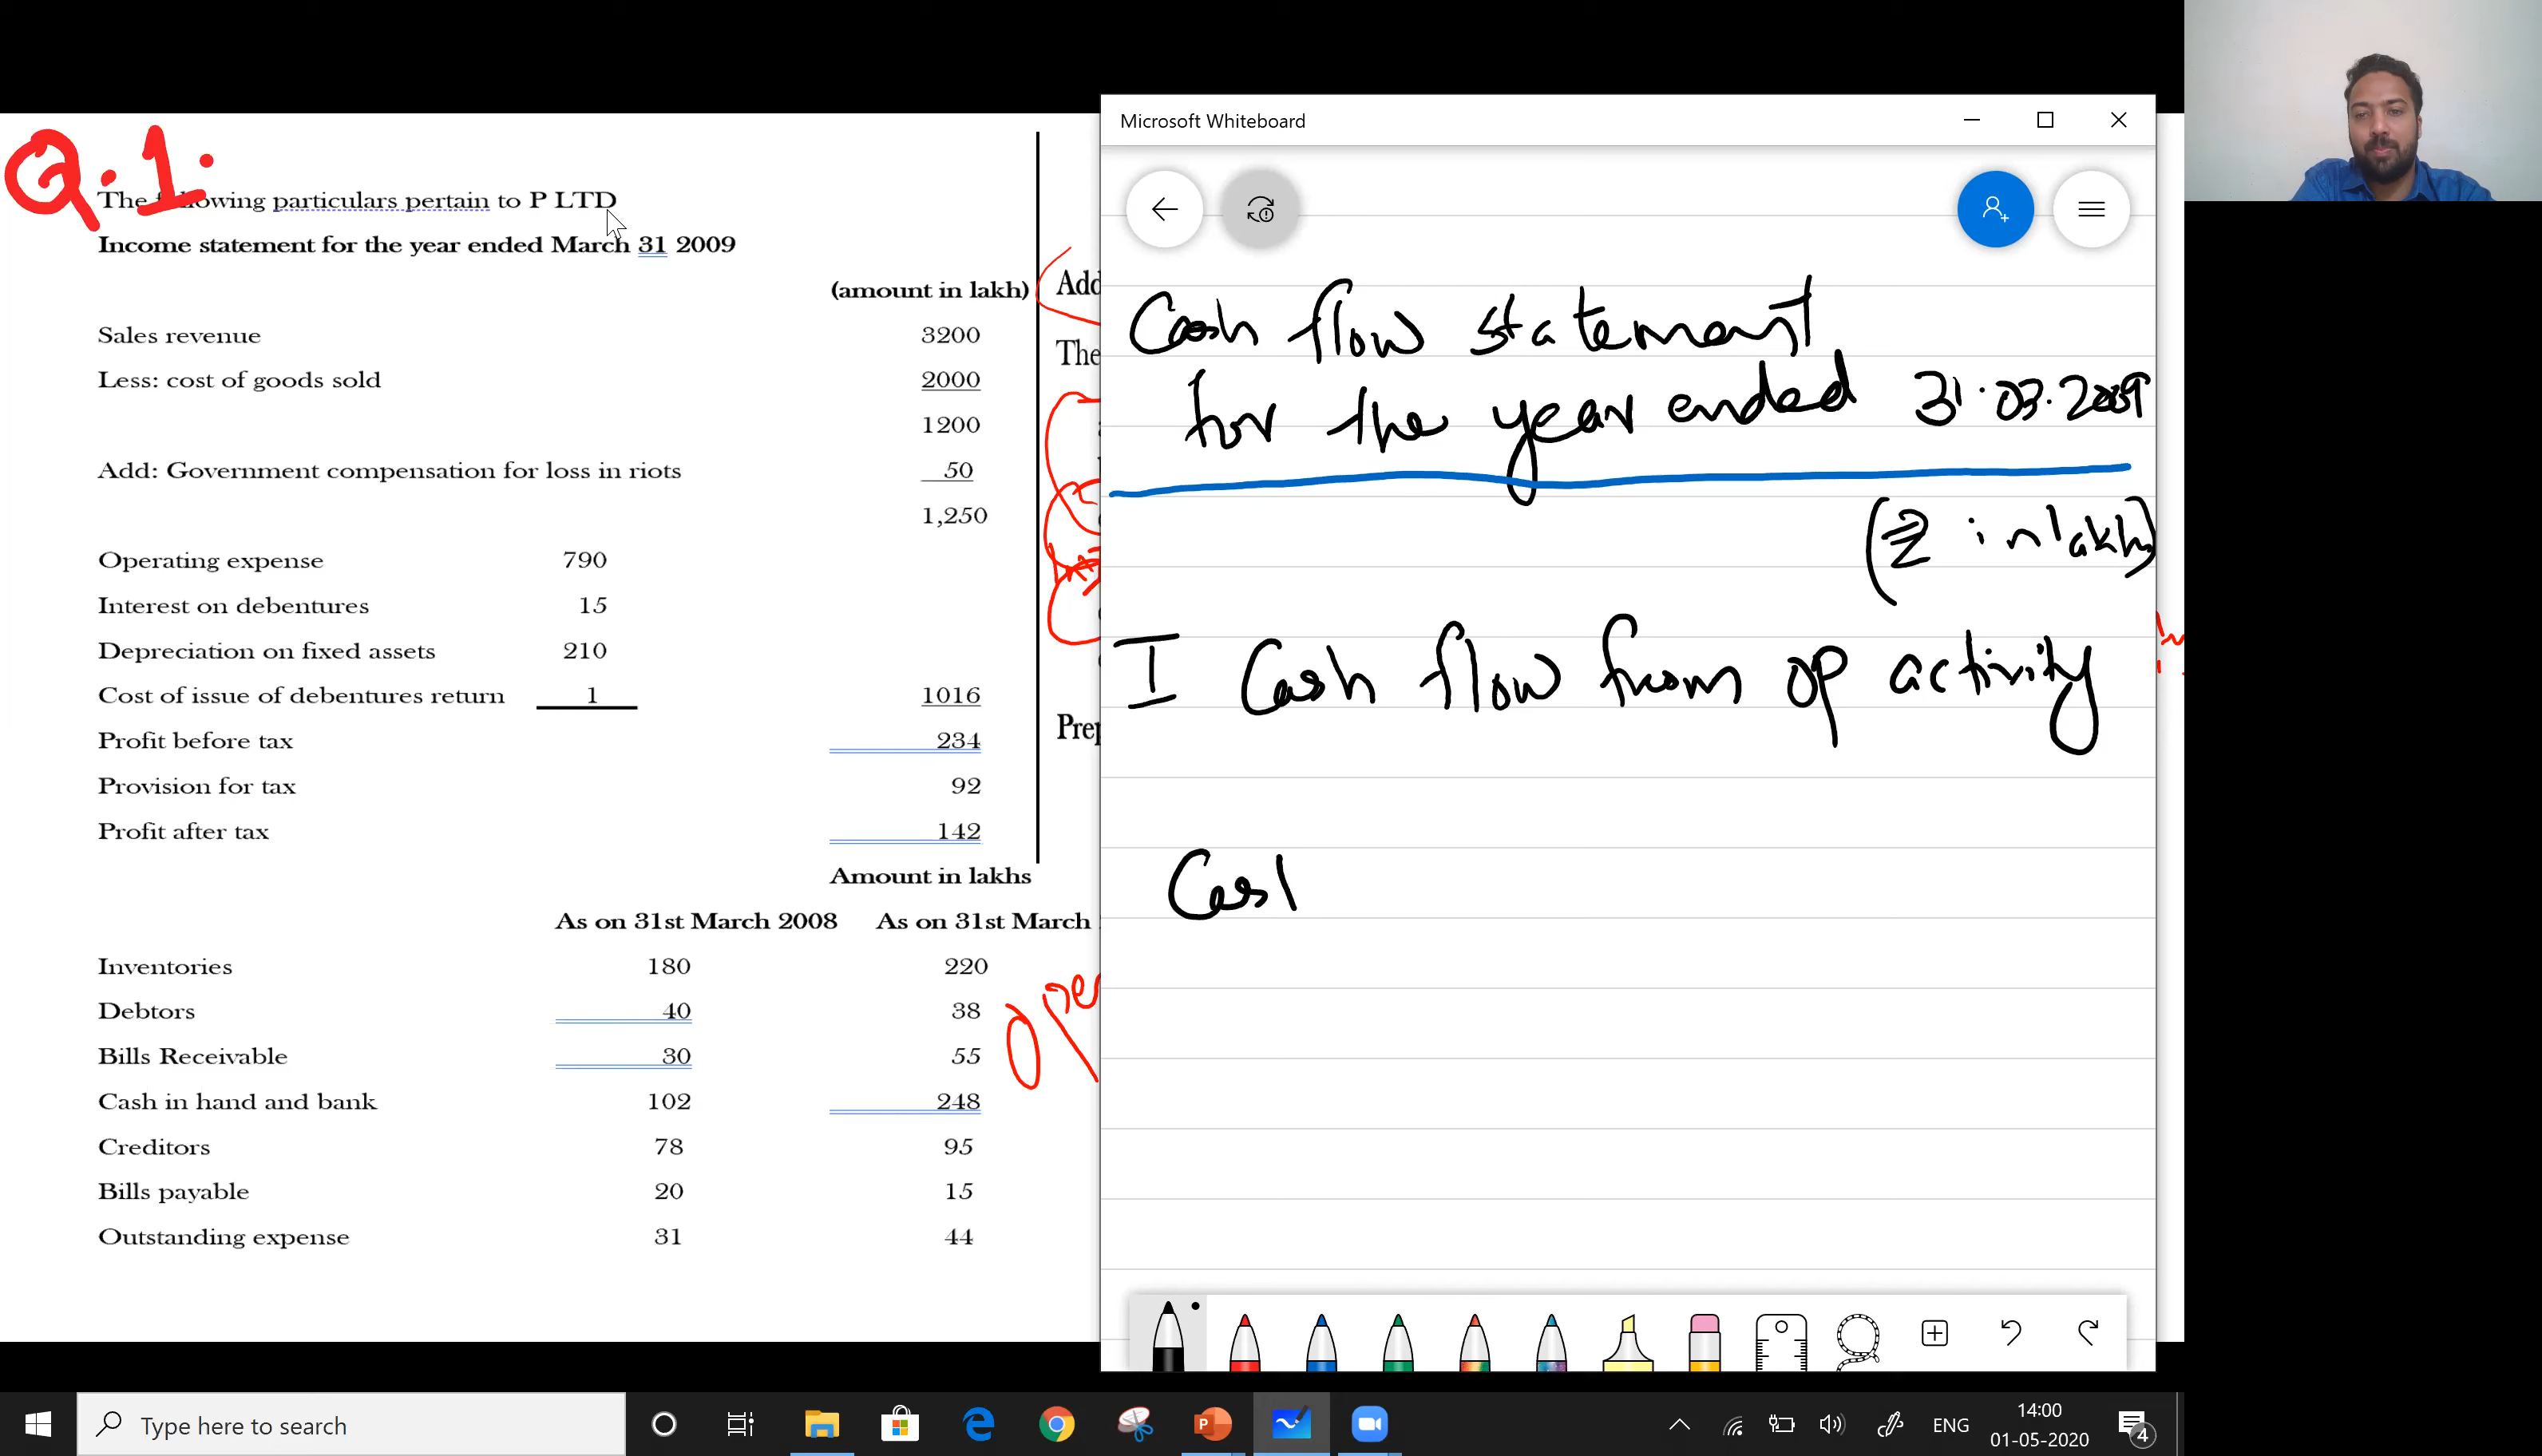 Q.1.
The following particulars pertain to P LTD
Income statement for the year ended March 31 2009
(amount in lakh)
Sales revenue 3200
Less: cost of goods sold 2000
1200
Add: Government compensation for loss in riots 50
1,250
Operating expense 790
Interest on debentures 15
Depreciation on fixed assets 210
Cost of issue of debentures return 1 1016
Profit before tax 234
Provision for tax 92
Profit after tax 142
Amount in lakhs
As on 31st March 2008 As on 31st March
Inventories 180 220
Debtors 40 38
Bills Receivable 30 55
Cash in hand and bank 102 248
Creditors 78 95
Bills payable 20 15
Outstanding expense 31 44
Add
The
Prep
Oper
Microsoft Whiteboard
Cash flow statement
for the year ended 31.03.2009
(₹ in lakh)
I Cash flow from op activity
Cash
Type here to search
ENG
14:00
01-05-2020
4